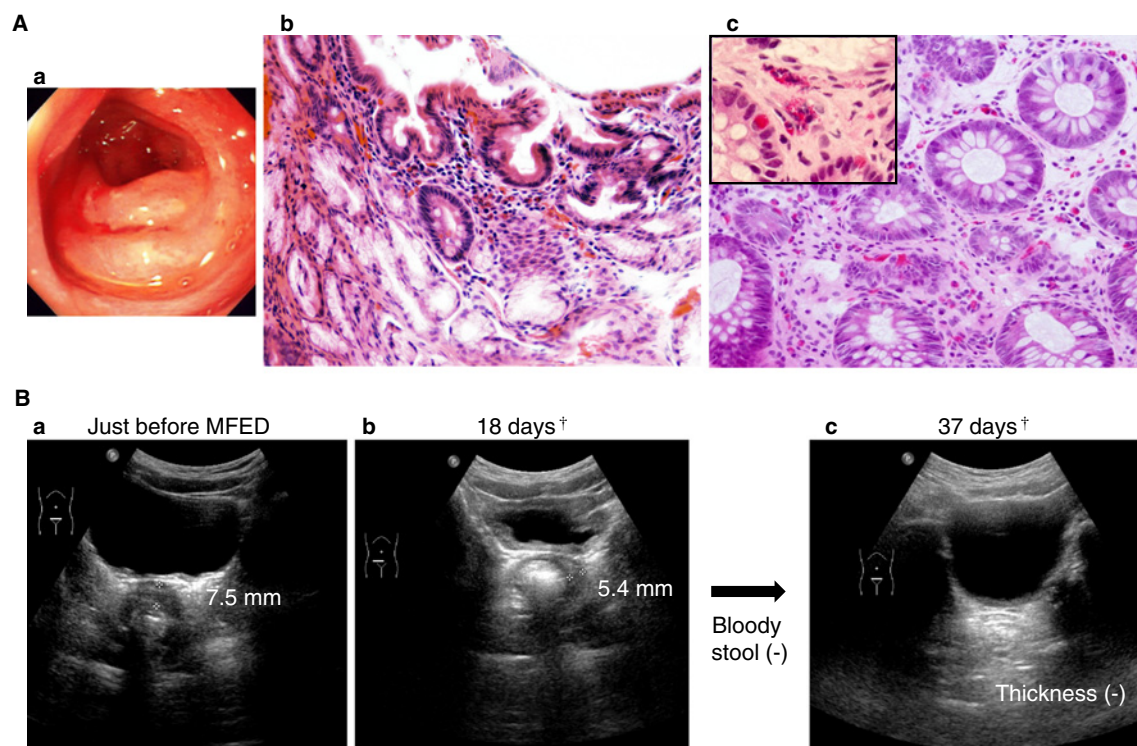 A
a
b
c
B
a Just before MFED
b 18 days †
c 37 days †
7.5 mm
5.4 mm
Bloody
stool (-)
Thickness (-)